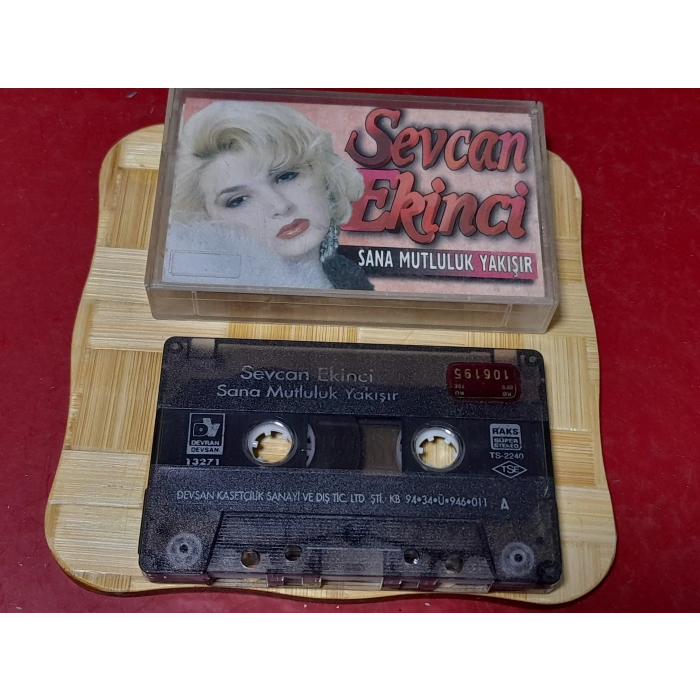 Sevcan
Ekinci
SANA MUTLULUK YAKIŞIR
Sevcan Ekinci
Sana Mutluluk Yakışır
106195
DEVRAN
DEVSAN
13271
RAKS
SÜPER
STEREO
TS-2240
TSE
DEVSAN KASETÇİLİK SANAYİ VE DIŞ TİC. LTD. ŞTİ. KB 94•34•Ü•946•011 A